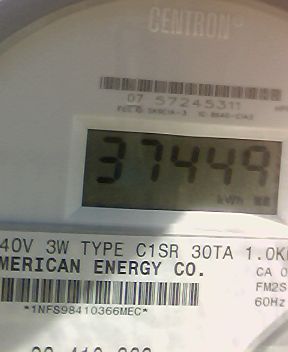 CENTRON®
07 57245311
37449
kWh
40V 3W TYPE C1SR 30TA 1.0K
MERICAN ENERGY CO.
CA 0
FM2S
60Hz
*1NFS98410366MEC*